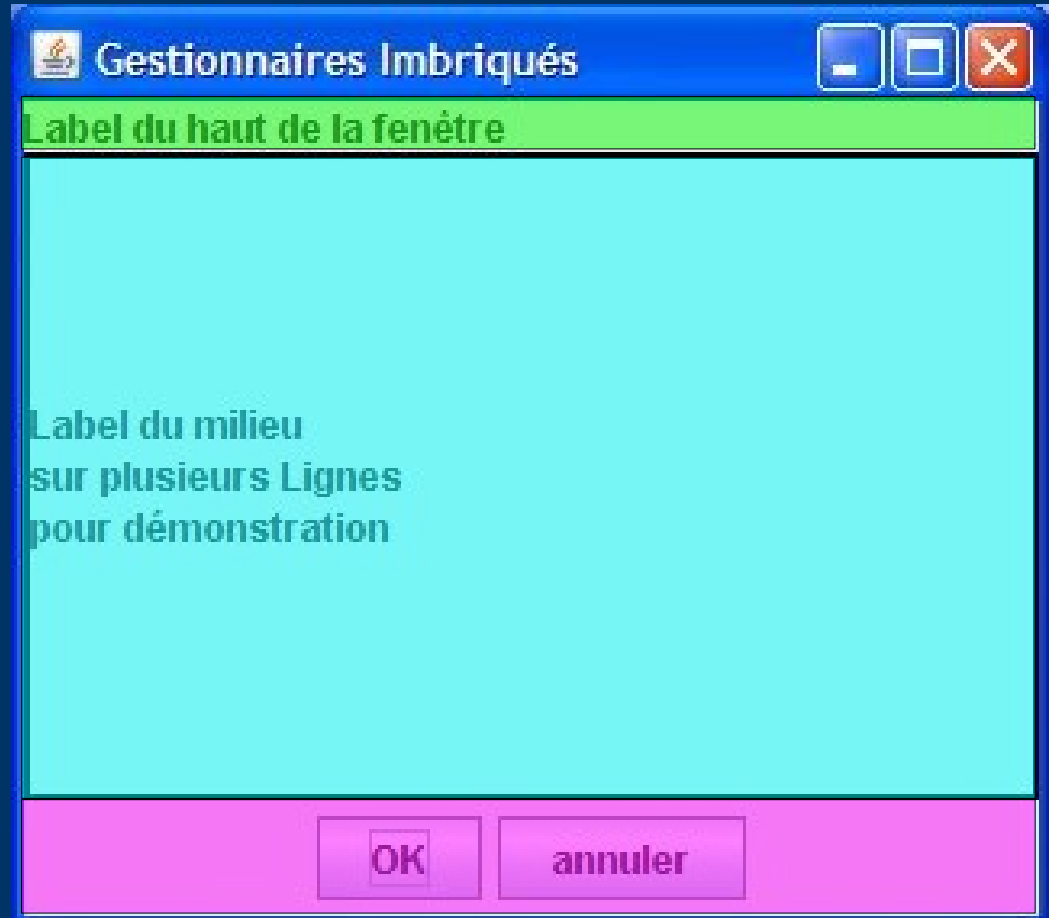 Gestionnaires Imbriqués
Label du haut de la fenêtre
Label du milieu
sur plusieurs Lignes
pour démonstration
OK annuler